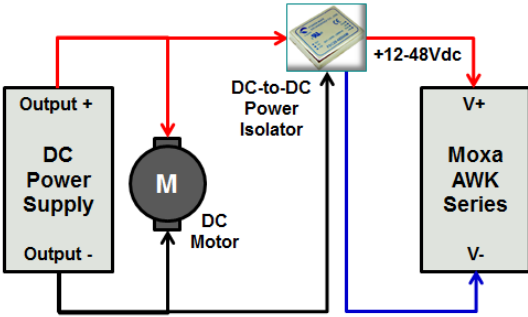 +12-48Vdc
Output +
DC
Power
Supply
Output -
M
DC
Motor
DC-to-DC
Power
Isolator
V+
Moxa
AWK
Series
V-